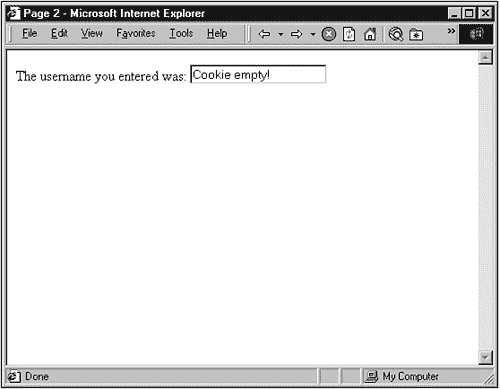 Page 2 - Microsoft Internet Explorer
File Edit View Favorites Tools Help »
The username you entered was: Cookie empty!
Done My Computer